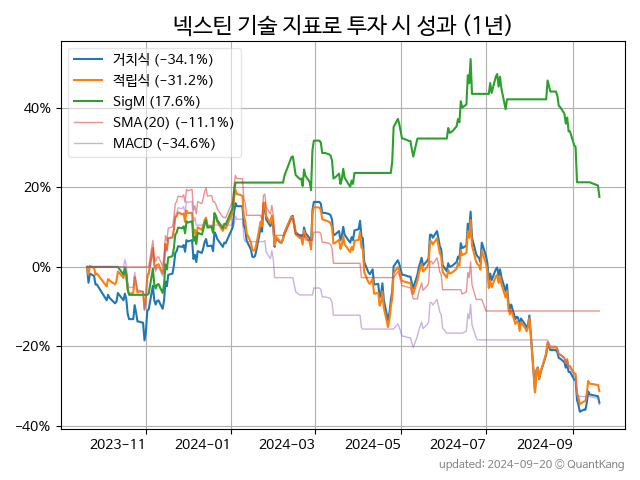 넥스틴 기술 지표로 투자 시 성과 (1년)
거치식 (−34.1%)
적립식 (−31.2%)
SigM (17.6%)
SMA(20) (−11.1%)
MACD (−34.6%)
40%
20%
0%
−20%
−40%
2023-11 2024-01 2024-03 2024-05 2024-07 2024-09
updated: 2024-09-20 @ QuantKang